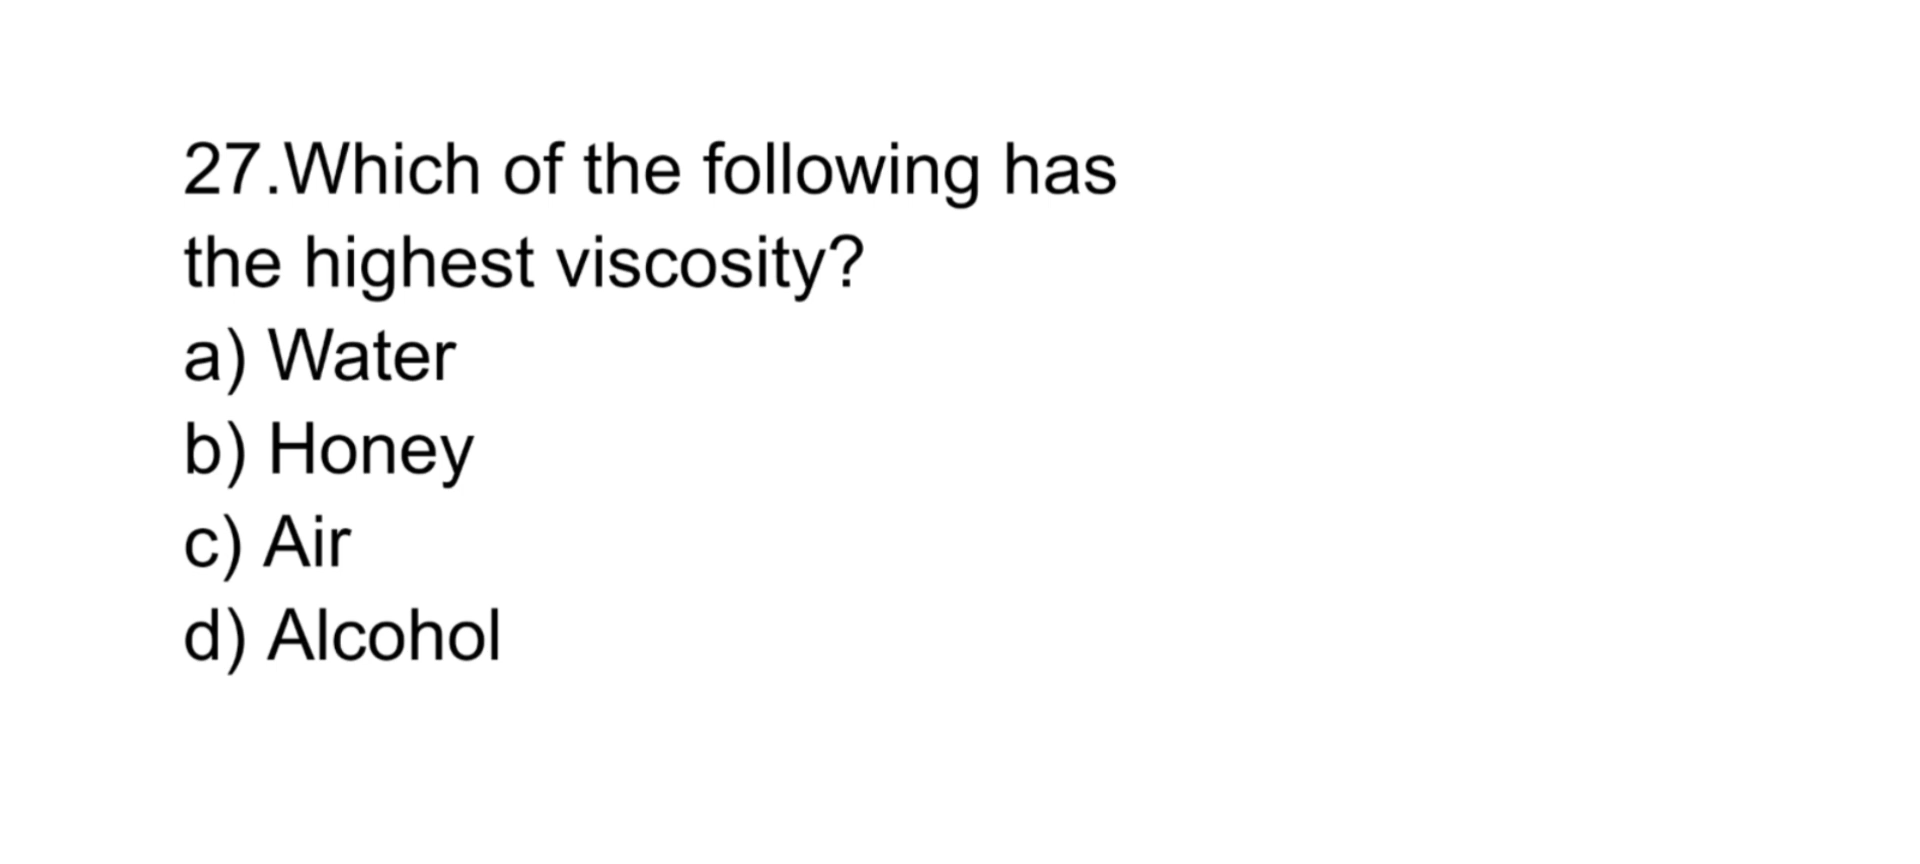 27.Which of the following has
the highest viscosity?
a) Water
b) Honey
c) Air
d) Alcohol